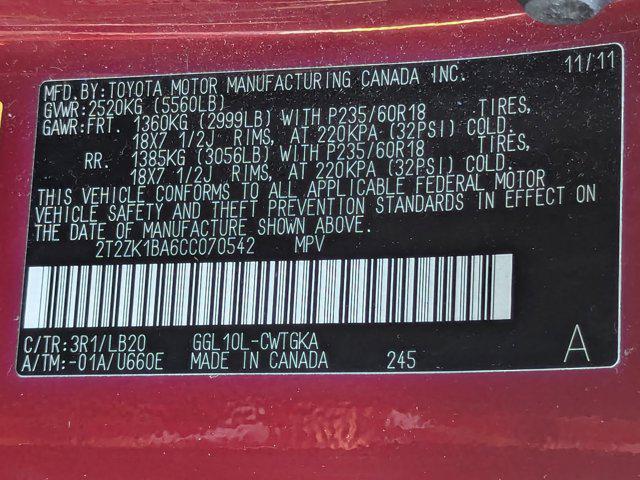 MFD.BY:TOYOTA MOTOR MANUFACTURING CANADA INC. 11/11
GVWR:2520KG (5560LB)
GAWR:FRT. 1360KG (2999LB) WITH P235/60R18 TIRES,
18X7 1/2J RIMS, AT 220KPA (32PSI) COLD.
RR. 1385KG (3056LB) WITH P235/60R18 TIRES,
18X7 1/2J RIMS, AT 220KPA (32PSI) COLD.
THIS VEHICLE CONFORMS TO ALL APPLICABLE FEDERAL MOTOR
VEHICLE SAFETY AND THEFT PREVENTION STANDARDS IN EFFECT ON
THE DATE OF MANUFACTURE SHOWN ABOVE.
2T2ZK1BA6CC070542 MPV
C/TR:3R1/LB20 GGL10L-CWTGKA
A/TM:-01A/U660E MADE IN CANADA 245 A